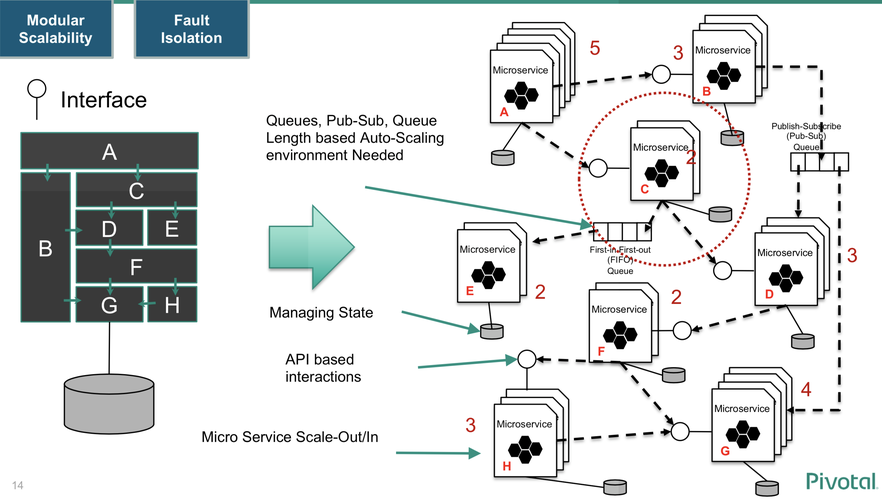 Modular
Scalability
Fault
Isolation
Interface
A
C
B
D
E
F
G
H
Queues, Pub-Sub, Queue
Length based Auto-Scaling
environment Needed
Managing State
API based
interactions
Micro Service Scale-Out/In
5
Microservice
A
3
Microservice
B
Publish-Subscribe
(Pub-Sub)
Queue
Microservice
2
C
First-in-First-out
(FIFO)
Queue
Microservice
E
2
Microservice
D
3
2
Microservice
F
4
Microservice
G
3
Microservice
H
14
Pivotal